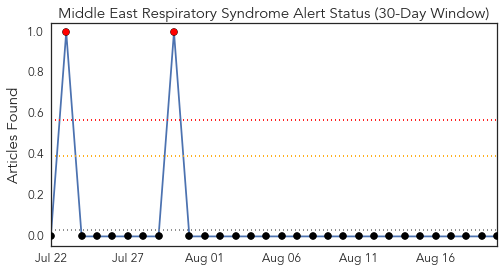 Middle East Respiratory Syndrome Alert Status (30-Day Window)
Articles Found
1.0
0.8
0.6
0.4
0.2
0.0
Jul 22 Jul 27 Aug 01 Aug 06 Aug 11 Aug 16